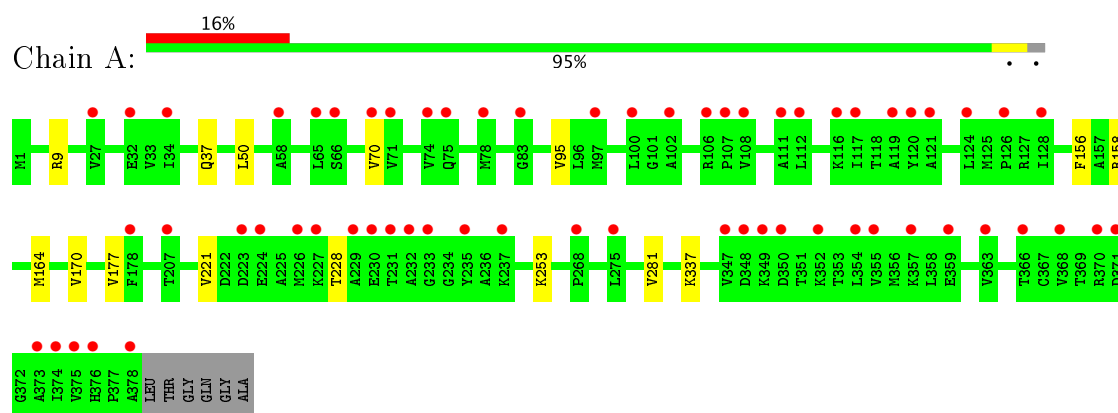 16%
Chain A:
95% • •
M1 R9 V27 E32 V33 I34 Q37 L50 A58 L65 S66 V70 V71 V74 Q75 M78 G83 V95 L96 M97 L100 G101 A102 R106 P107 V108 A111 L112 K116 I117 T118 A119 Y120 A121 L124 M125 P126 R127 I128 F156 A157 R158
M164 V170 V177 F178 T207 V221 D222 D223 E224 A225 M226 K227 T228 A229 E230 T231 A232 G233 G234 Y235 A236 K237 K253 P268 L275 V281 K337 V347 D348 K349 D350 T351 K352 T353 L354 V355 M356 K357 L358 E359 V363 T366 C367 V368 T369 R370 D371
G372 A373 I374 V375 H376 P377 A378 LEU THR GLY GLN GLY ALA